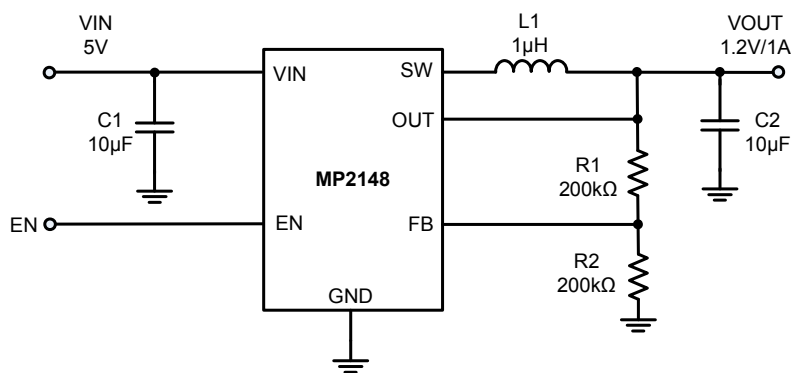 VIN
5V
L1
1µH
VOUT
1.2V/1A
VIN
SW
C1
10µF
OUT
C2
10µF
MP2148
R1
200kΩ
EN
EN
FB
R2
200kΩ
GND